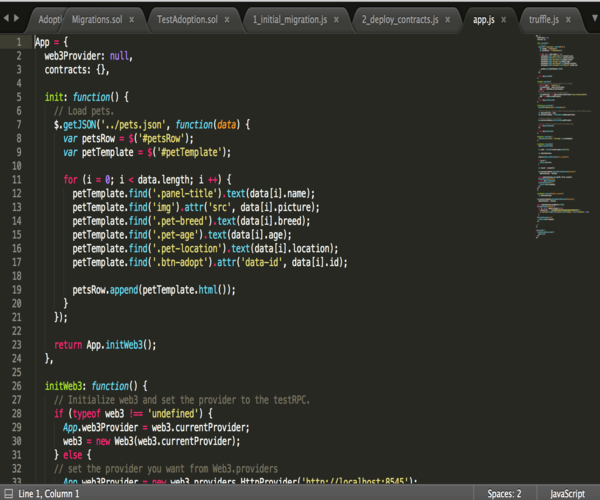 Adopti Migrations.sol x TestAdoption.sol x 1_initial_migration.js x 2_deploy_contracts.js x app.js x truffle.js x
1 App = {
2 web3Provider: null,
3 contracts: {},
4
5 init: function() {
6 // Load pets.
7 $.getJSON('../pets.json', function(data) {
8 var petsRow = $('#petsRow');
9 var petTemplate = $('#petTemplate');
10
11 for (i = 0; i < data.length; i ++) {
12 petTemplate.find('.panel-title').text(data[i].name);
13 petTemplate.find('img').attr('src', data[i].picture);
14 petTemplate.find('.pet-breed').text(data[i].breed);
15 petTemplate.find('.pet-age').text(data[i].age);
16 petTemplate.find('.pet-location').text(data[i].location);
17 petTemplate.find('.btn-adopt').attr('data-id', data[i].id);
18
19 petsRow.append(petTemplate.html());
20 }
21 });
22
23 return App.initWeb3();
24 },
25
26 initWeb3: function() {
27 // Initialize web3 and set the provider to the testRPC.
28 if (typeof web3 !== 'undefined') {
29 App.web3Provider = web3.currentProvider;
30 web3 = new Web3(web3.currentProvider);
31 } else {
32 // set the provider you want from Web3.providers
33 App.web3Provider = new web3.providers.HttpProvider('http://localhost:8545');
Line 1, Column 1 Spaces: 2 JavaScript